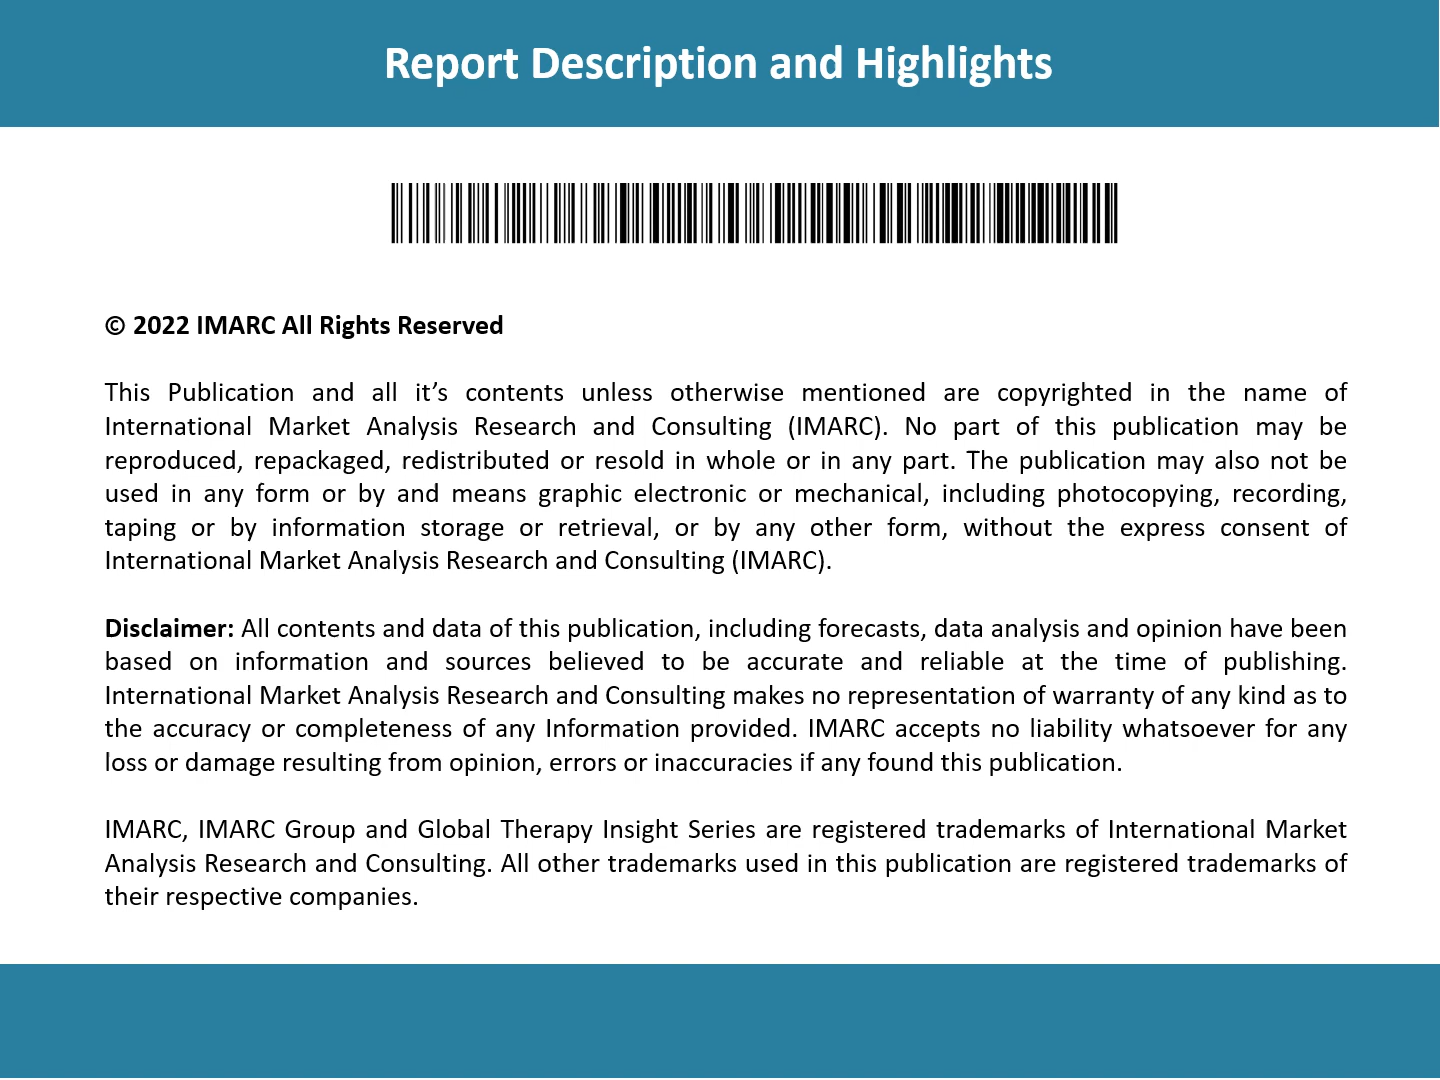 Report Description and Highlights
© 2022 IMARC All Rights Reserved
This Publication and all it’s contents unless otherwise mentioned are copyrighted in the name of
International Market Analysis Research and Consulting (IMARC). No part of this publication may be
reproduced, repackaged, redistributed or resold in whole or in any part. The publication may also not be
used in any form or by and means graphic electronic or mechanical, including photocopying, recording,
taping or by information storage or retrieval, or by any other form, without the express consent of
International Market Analysis Research and Consulting (IMARC).
Disclaimer: All contents and data of this publication, including forecasts, data analysis and opinion have been
based on information and sources believed to be accurate and reliable at the time of publishing.
International Market Analysis Research and Consulting makes no representation of warranty of any kind as to
the accuracy or completeness of any Information provided. IMARC accepts no liability whatsoever for any
loss or damage resulting from opinion, errors or inaccuracies if any found this publication.
IMARC, IMARC Group and Global Therapy Insight Series are registered trademarks of International Market
Analysis Research and Consulting. All other trademarks used in this publication are registered trademarks of
their respective companies.